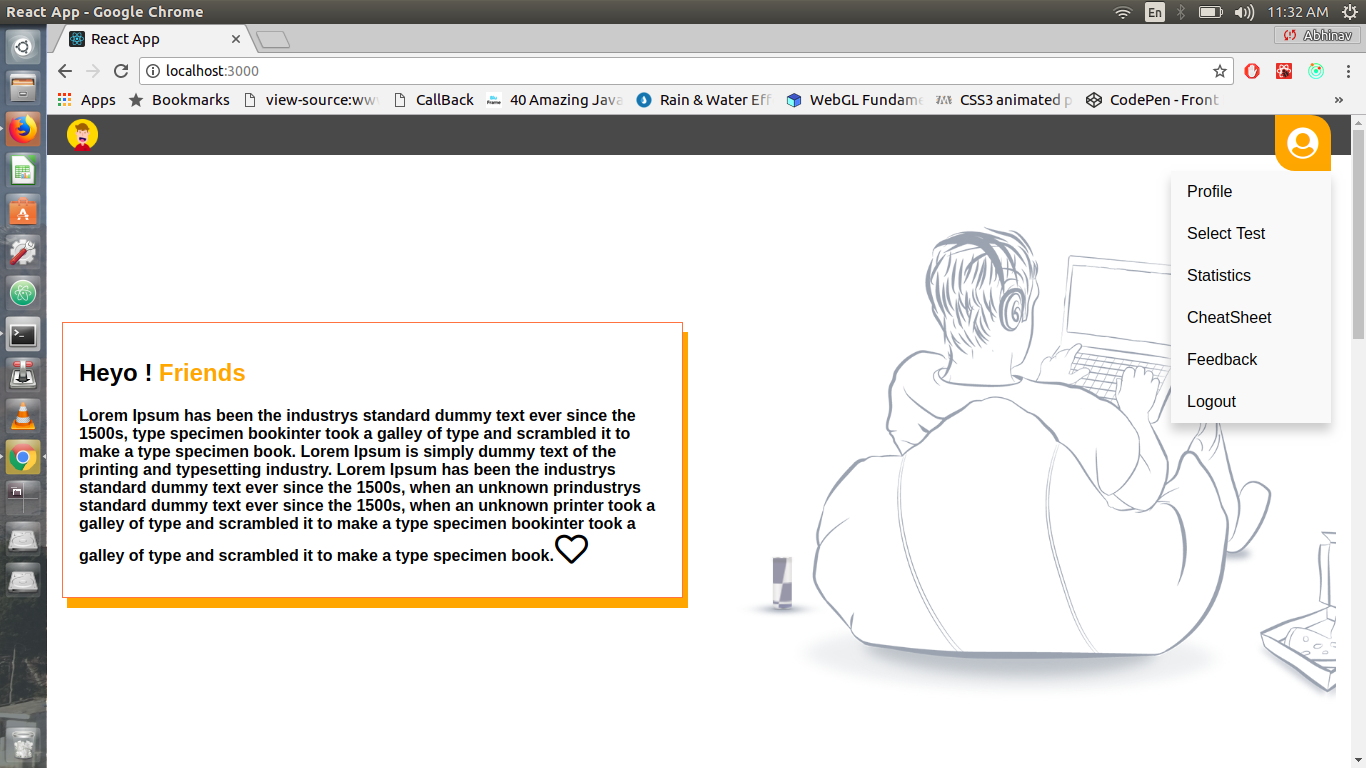 React App - Google Chrome
En
11:32 AM
React App
Abhinav
localhost:3000
Apps
Bookmarks
view-source:ww
CallBack
40 Amazing Java
Rain & Water Eff
WebGL Fundame
CSS3 animated p
CodePen - Front
»
Profile
Select Test
Statistics
CheatSheet
Feedback
Logout
Heyo ! Friends
Lorem Ipsum has been the industrys standard dummy text ever since the
1500s, type specimen bookinter took a galley of type and scrambled it to
make a type specimen book. Lorem Ipsum is simply dummy text of the
printing and typesetting industry. Lorem Ipsum has been the industrys
standard dummy text ever since the 1500s, when an unknown prindustrys
standard dummy text ever since the 1500s, when an unknown printer took a
galley of type and scrambled it to make a type specimen bookinter took a
galley of type and scrambled it to make a type specimen book.